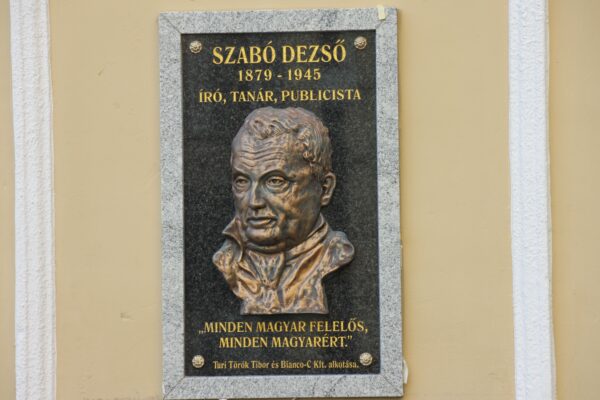 SZABÓ DEZSŐ
1879 - 1945
ÍRÓ, TANÁR, PUBLICISTA
„MINDEN MAGYAR FELELŐS,
MINDEN MAGYARÉRT.”
Turi Török Tibor és Bianco-C Kft. alkotása.